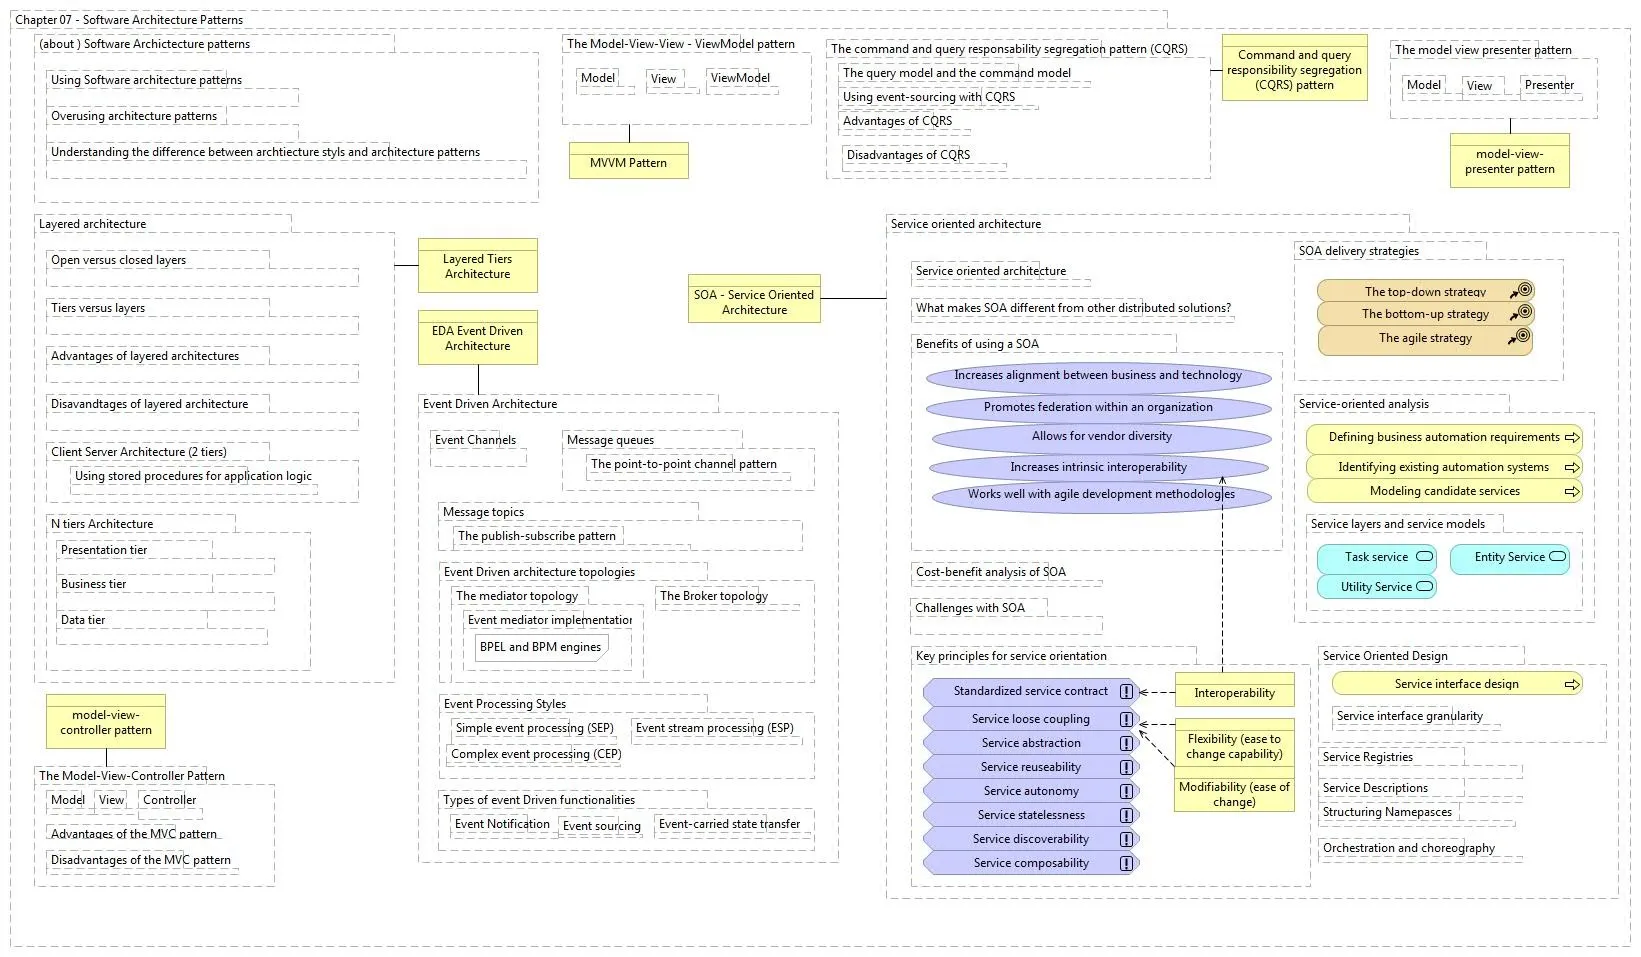 Chapter 07 - Software Architecture Patterns
(about ) Software Archictecture patterns
Using Software architecture patterns
Overusing architecture patterns
Understanding the difference between archtiecture styls and architecture patterns
The Model-View-View - ViewModel pattern
Model
View
ViewModel
MVVM Pattern
The command and query responsability segregation pattern (CQRS)
The query model and the command model
Using event-sourcing with CQRS
Advantages of CQRS
Disadvantages of CQRS
Command and query
responsibility segregation
(CQRS) pattern
The model view presenter pattern
Model
View
Presenter
model-view-
presenter pattern
Layered architecture
Open versus closed layers
Tiers versus layers
Advantages of layered architectures
Disavandtages of layered architecture
Client Server Architecture (2 tiers)
Using stored procedures for application logic
N tiers Architecture
Presentation tier
Business tier
Data tier
Layered Tiers
Architecture
EDA Event Driven
Architecture
model-view-
controller pattern
The Model-View-Controller Pattern
Model
View
Controller
Advantages of the MVC pattern
Disadvantages of the MVC pattern
Event Driven Architecture
Event Channels
Message queues
The point-to-point channel pattern
Message topics
The publish-subscribe pattern
Event Driven architecture topologies
The mediator topology
The Broker topology
Event mediator implementation
BPEL and BPM engines
Event Processing Styles
Simple event processing (SEP)
Event stream processing (ESP)
Complex event processing (CEP)
Types of event Driven functionalities
Event Notification
Event sourcing
Event-carried state transfer
SOA - Service Oriented
Architecture
Service oriented architecture
Service oriented architecture
What makes SOA different from other distributed solutions?
Benefits of using a SOA
Increases alignment between business and technology
Promotes federation within an organization
Allows for vendor diversity
Increases intrinsic interoperability
Works well with agile development methodologies
Cost-benefit analysis of SOA
Challenges with SOA
Key principles for service orientation
Standardized service contract
Service loose coupling
Service abstraction
Service reuseability
Service autonomy
Service statelessness
Service discoverability
Service composability
Interoperability
Flexibility (ease to
change capability)
Modifiability (ease of
change)
SOA delivery strategies
The top-down strategy
The bottom-up strategy
The agile strategy
Service-oriented analysis
Defining business automation requirements
Identifying existing automation systems
Modeling candidate services
Service layers and service models
Task service
Entity Service
Utility Service
Service Oriented Design
Service interface design
Service interface granularity
Service Registries
Service Descriptions
Structuring Namepasces
Orchestration and choreography